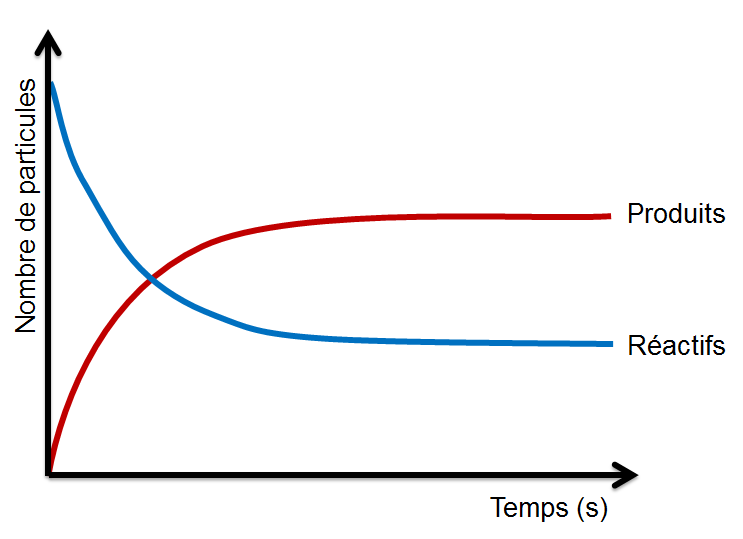 Nombre de particules
Produits
Réactifs
Temps (s)